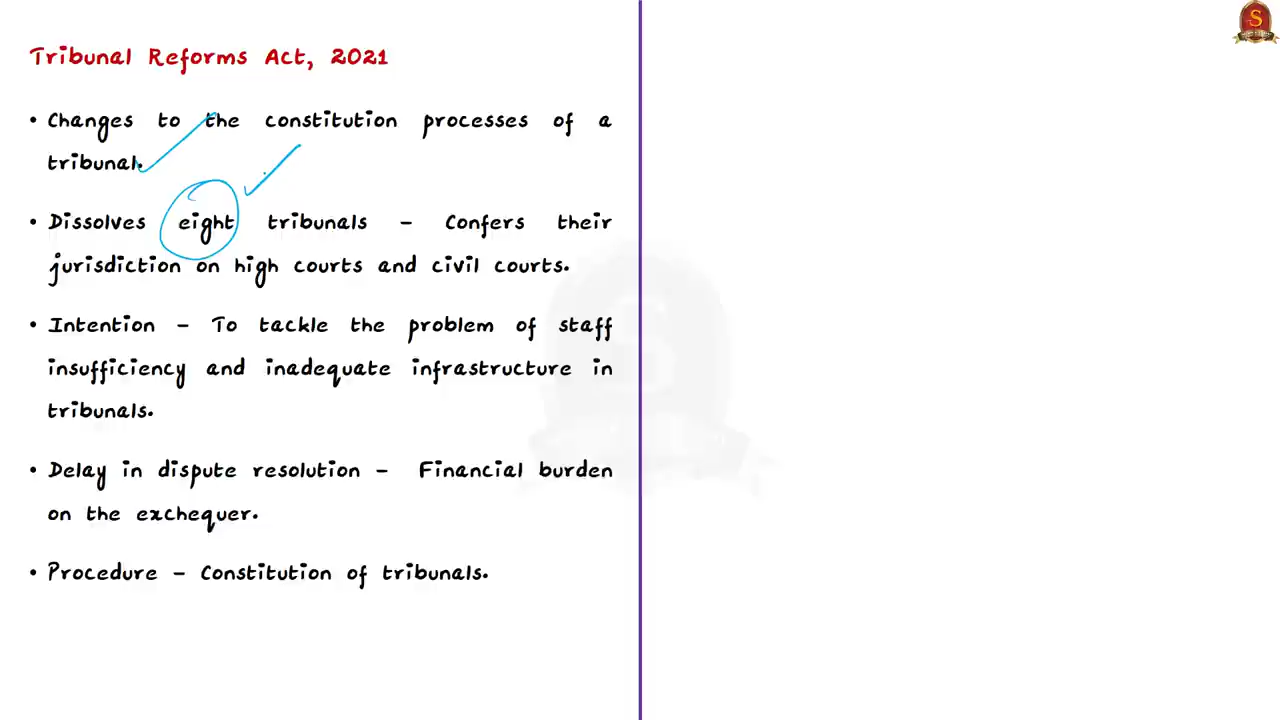 Tribunal Reforms Act, 2021
• Changes to the constitution processes of a
tribunal.
• Dissolves eight tribunals – Confers their
jurisdiction on high courts and civil courts.
• Intention – To tackle the problem of staff
insufficiency and inadequate infrastructure in
tribunals.
• Delay in dispute resolution – Financial burden
on the exchequer.
• Procedure – Constitution of tribunals.
S